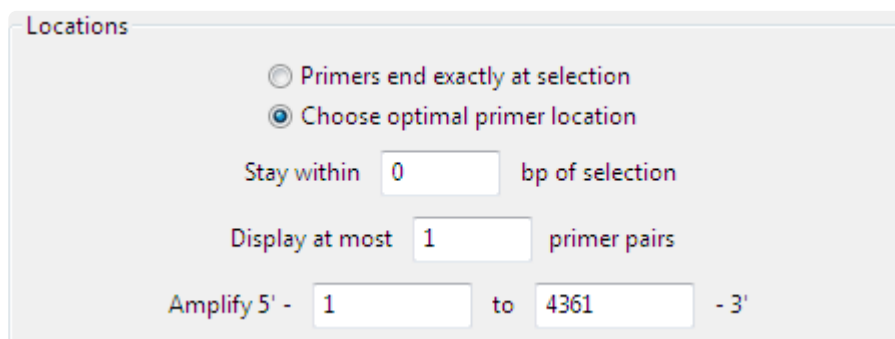 Locations
Primers end exactly at selection
Choose optimal primer location
Stay within 0 bp of selection
Display at most 1 primer pairs
Amplify 5' - 1 to 4361 - 3'